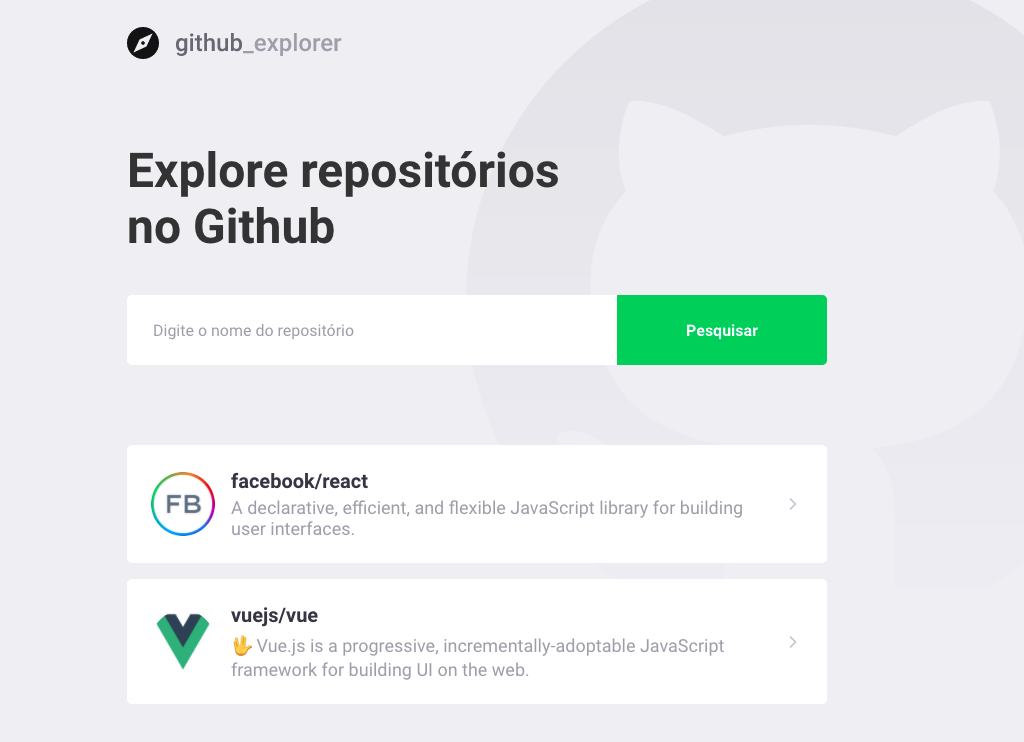 github_explorer
Explore repositórios
no Github
Digite o nome do repositório
Pesquisar
facebook/react
FB
A declarative, efficient, and flexible JavaScript library for building
user interfaces.
vuejs/vue
🖖 Vue.js is a progressive, incrementally-adoptable JavaScript
framework for building UI on the web.